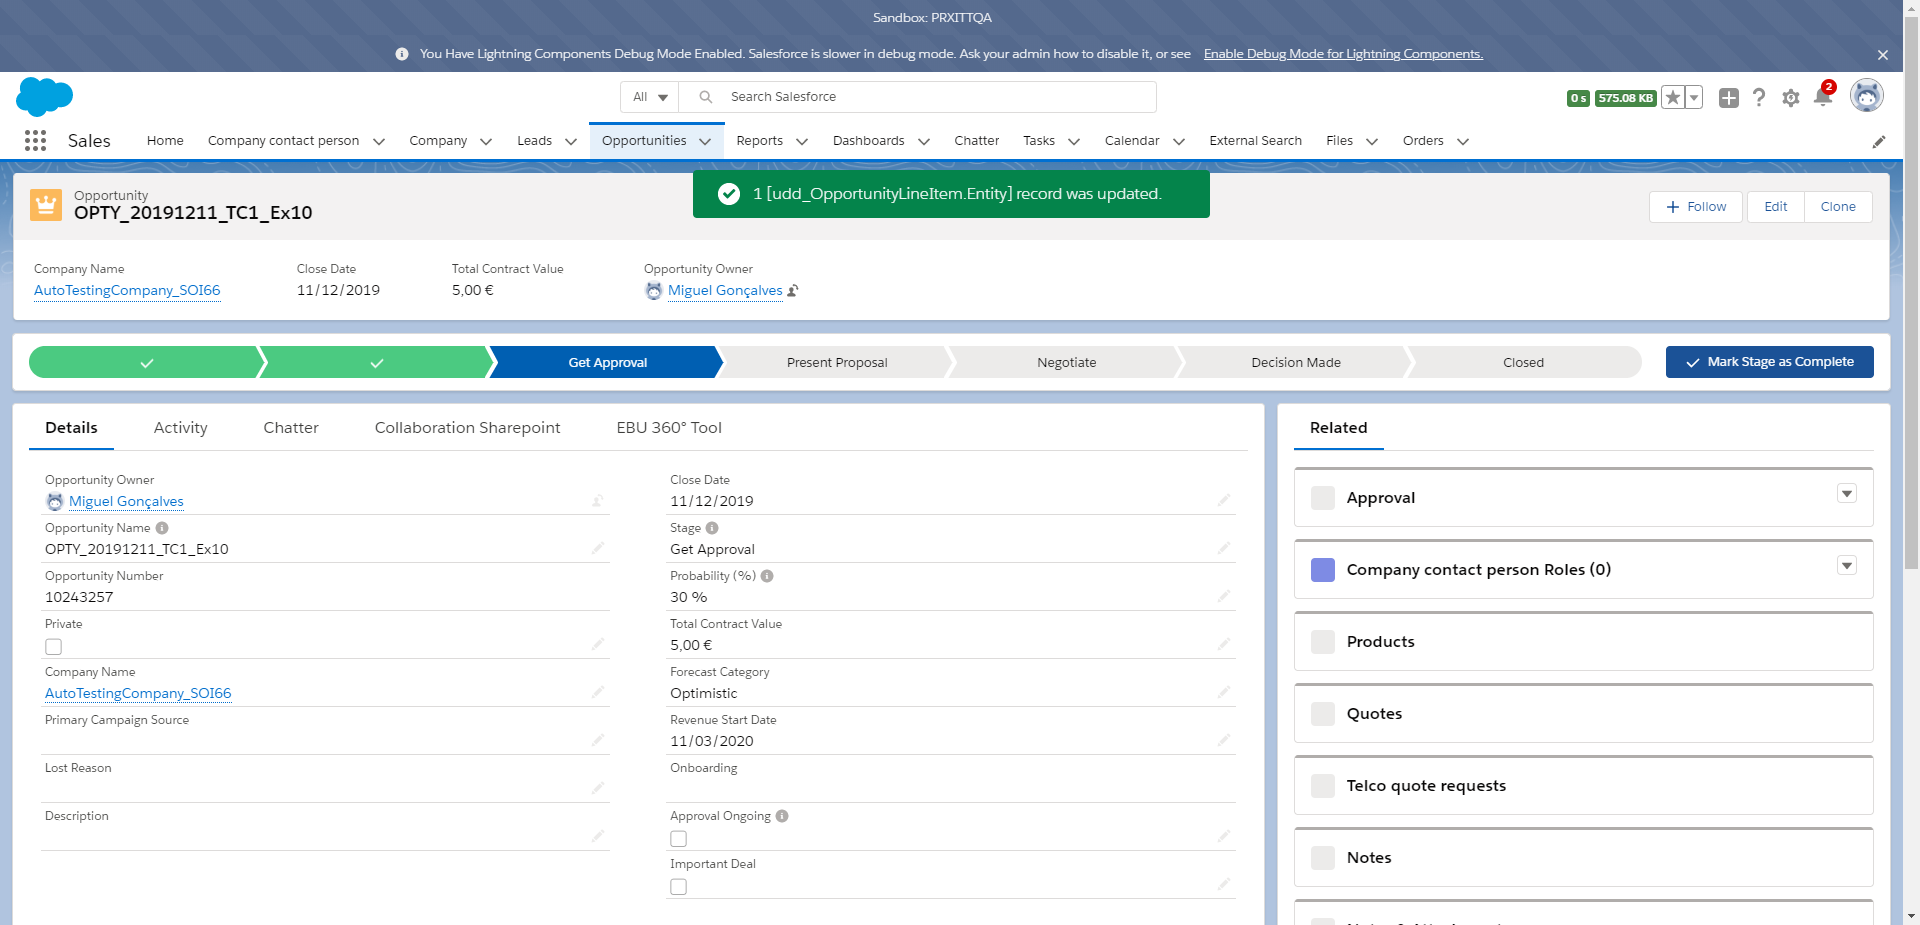 Sandbox: PRXITTQA
You Have Lightning Components Debug Mode Enabled. Salesforce is slower in debug mode. Ask your admin how to disable it, or see Enable Debug Mode for Lightning Components.
All Search Salesforce 0 s 575.08 KB 2
Sales Home Company contact person Company Leads Opportunities Reports Dashboards Chatter Tasks Calendar External Search Files Orders
1 [udd_OpportunityLineItem.Entity] record was updated.
Opportunity
OPTY_20191211_TC1_Ex10
Follow Edit Clone
Company Name Close Date Total Contract Value Opportunity Owner
AutoTestingCompany_SOI66 11/12/2019 5,00 € Miguel Gonçalves
Get Approval Present Proposal Negotiate Decision Made Closed Mark Stage as Complete
Details Activity Chatter Collaboration Sharepoint EBU 360° Tool
Opportunity Owner
Miguel Gonçalves
Opportunity Name
OPTY_20191211_TC1_Ex10
Opportunity Number
10243257
Private
Company Name
AutoTestingCompany_SOI66
Primary Campaign Source
Lost Reason
Description
Close Date
11/12/2019
Stage
Get Approval
Probability (%)
30 %
Total Contract Value
5,00 €
Forecast Category
Optimistic
Revenue Start Date
11/03/2020
Onboarding
Approval Ongoing
Important Deal
Related
Approval
Company contact person Roles (0)
Products
Quotes
Telco quote requests
Notes